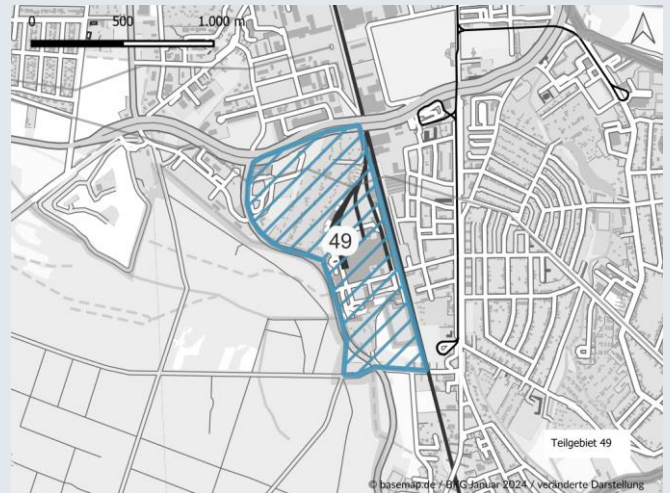 0 500 1.000 m
49
Teilgebiet 49
© basemap.de / BKG Januar 2024 / veränderte Darstellung